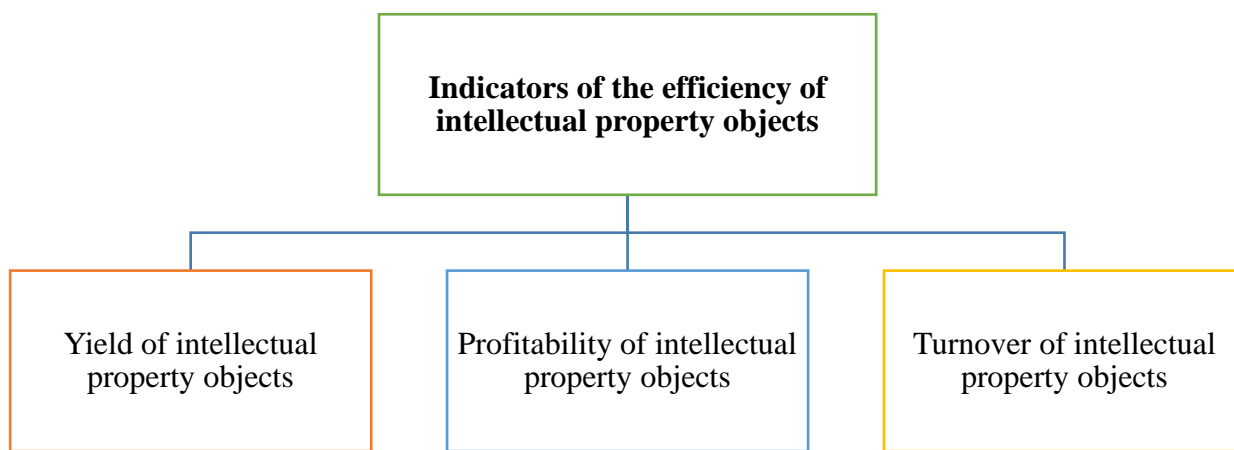 Indicators of the efficiency of
intellectual property objects
Yield of intellectual
property objects
Profitability of intellectual
property objects
Turnover of intellectual
property objects